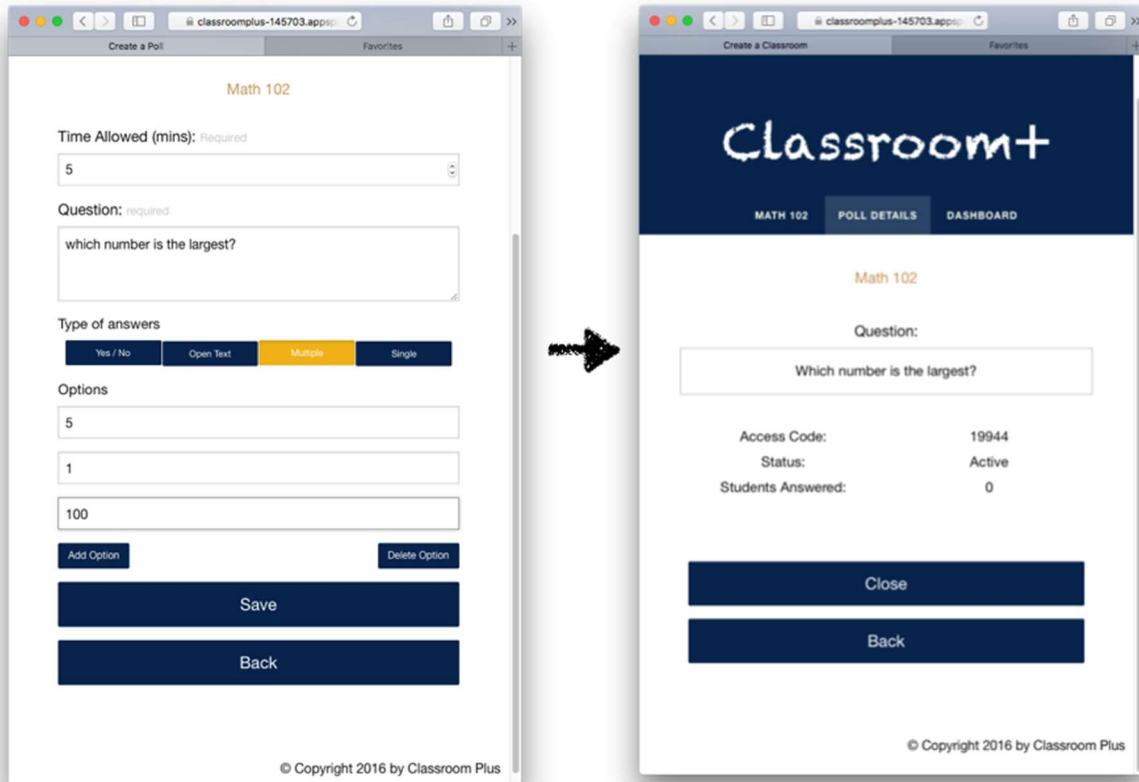 classroomplus-145703.appsp
Create a Poll
Favorites
Math 102
Time Allowed (mins): Required
5
Question: required
which number is the largest?
Type of answers
Yes / No
Open Text
Multiple
Single
Options
5
1
100
Add Option
Delete Option
Save
Back
© Copyright 2016 by Classroom Plus
classroomplus-145703.appsp
Create a Classroom
Favorites
Classroom+
MATH 102
POLL DETAILS
DASHBOARD
Math 102
Question:
Which number is the largest?
Access Code: 19944
Status: Active
Students Answered: 0
Close
Back
© Copyright 2016 by Classroom Plus